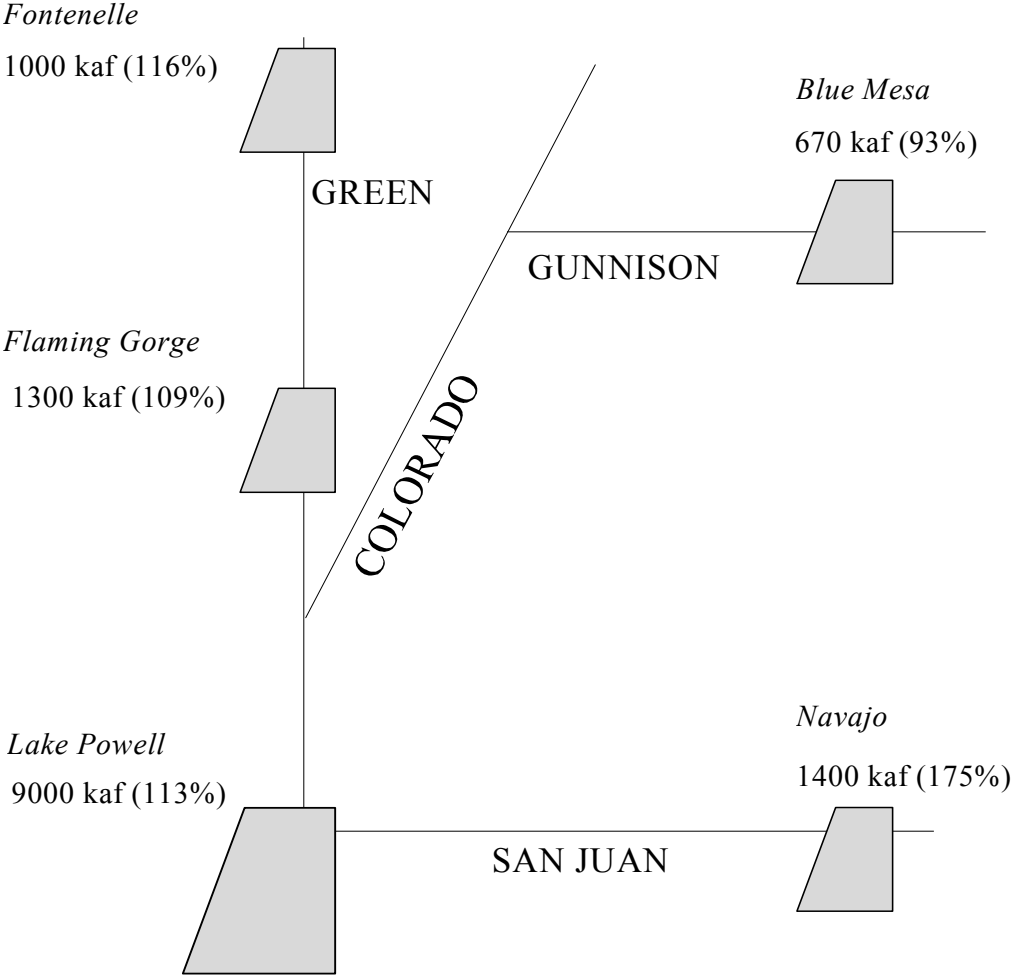 Fontenelle
1000 kaf (116%)
Blue Mesa
670 kaf (93%)
GREEN
GUNNISON
Flaming Gorge
1300 kaf (109%)
COLORADO
Navajo
Lake Powell
1400 kaf (175%)
9000 kaf (113%)
SAN JUAN